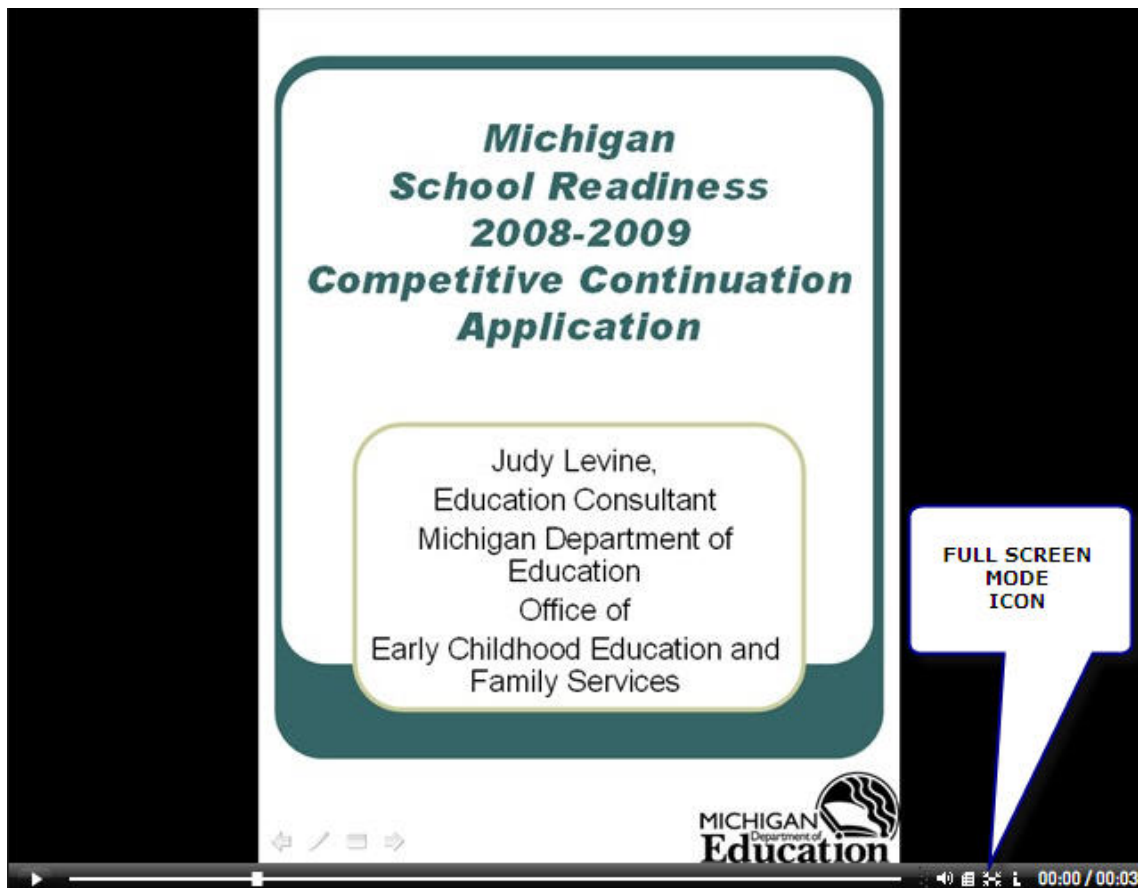 Michigan
School Readiness
2008-2009
Competitive Continuation
Application
Judy Levine,
Education Consultant
Michigan Department of
Education
Office of
Early Childhood Education and
Family Services
FULL SCREEN
MODE
ICON
MICHIGAN
Department of
Education
00:00 / 00:03